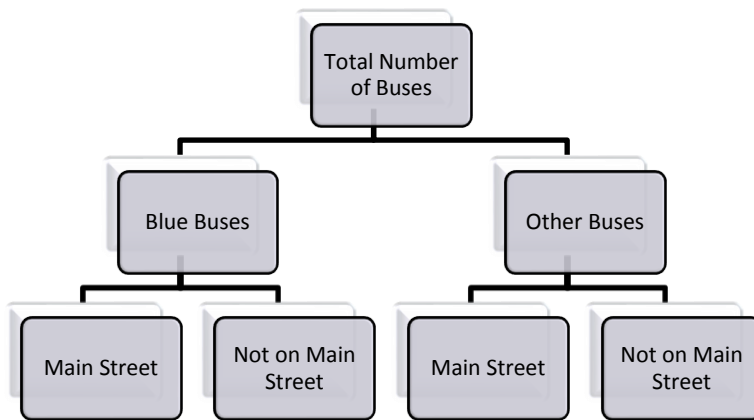 Total Number
of Buses
Blue Buses
Other Buses
Main Street
Not on Main
Street
Main Street
Not on Main
Street